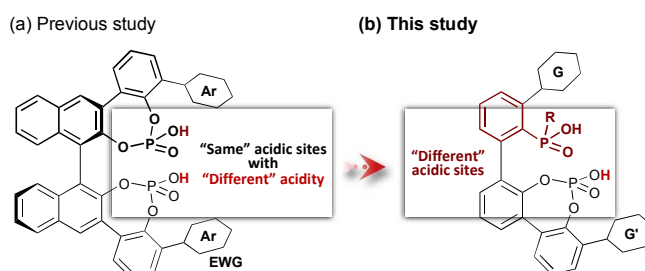 (a) Previous study
(b) This study
Ar
O
O
P
OH
O
"Same" acidic sites
with
"Different" acidity
O
O
P
OH
O
Ar
EWG
G
R
P
OH
O
"Different"
acidic sites
O
O
P
OH
O
G'